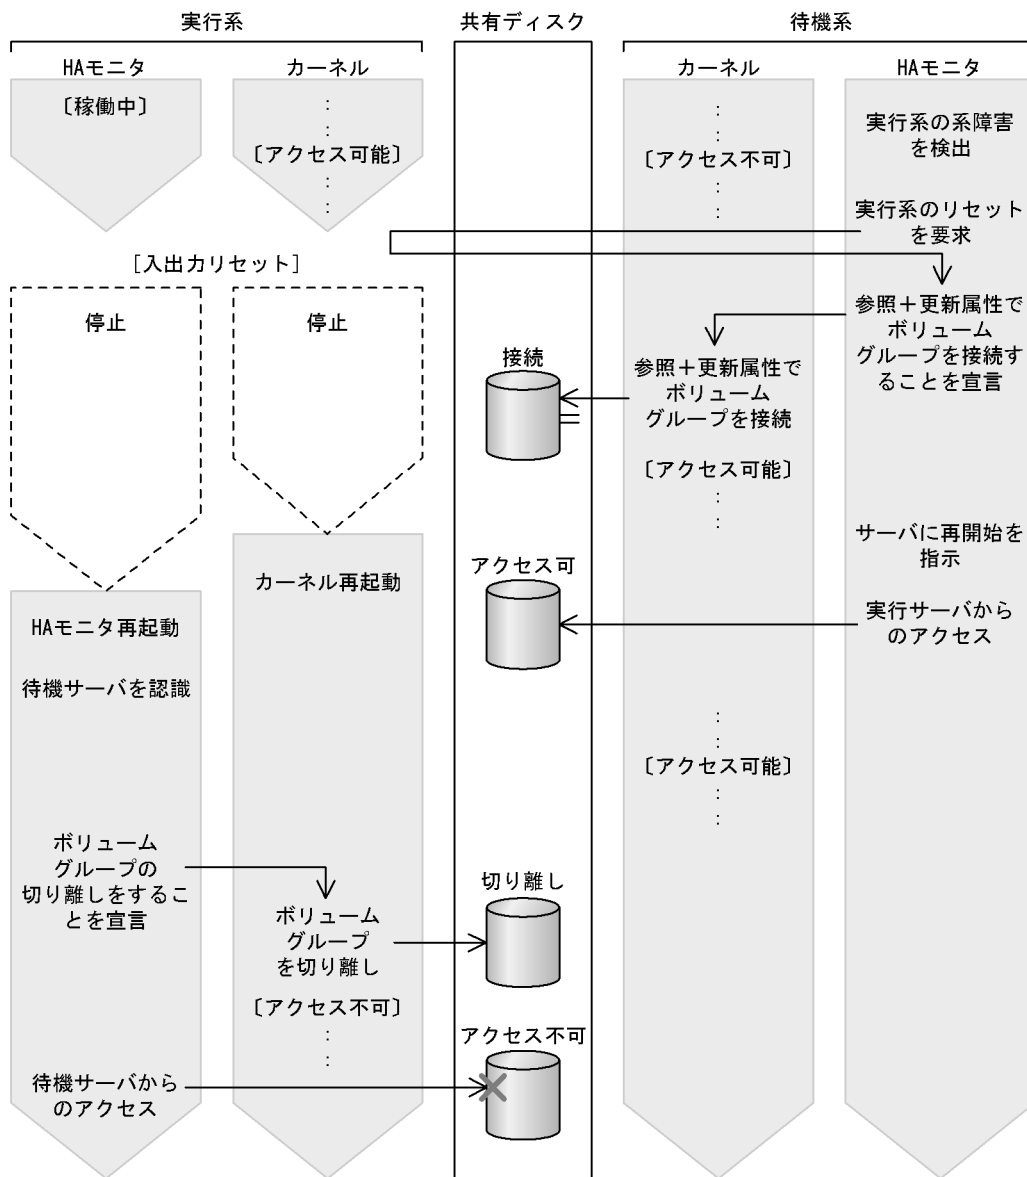 実行系
共有ディスク
待機系
HAモニタ
カーネル
カーネル
HAモニタ
〔稼働中〕
:
:
〔アクセス可能〕
:
:
:
:
〔アクセス不可〕
:
:
実行系の系障害
を検出
実行系のリセット
を要求
［入出力リセット］
停止
停止
参照＋更新属性で
ボリューム
グループを接続す
ることを宣言
接続
参照＋更新属性で
ボリューム
グループを接続
〔アクセス可能〕
:
:
サーバに再開始を
指示
カーネル再起動
アクセス可
実行サーバから
のアクセス
HAモニタ再起動
待機サーバを認識
:
:
〔アクセス可能〕
:
:
ボリューム
グループの
切り離しをするこ
とを宣言
ボリューム
グループ
を切り離し
切り離し
〔アクセス不可〕
:
:
アクセス不可
待機サーバから
のアクセス